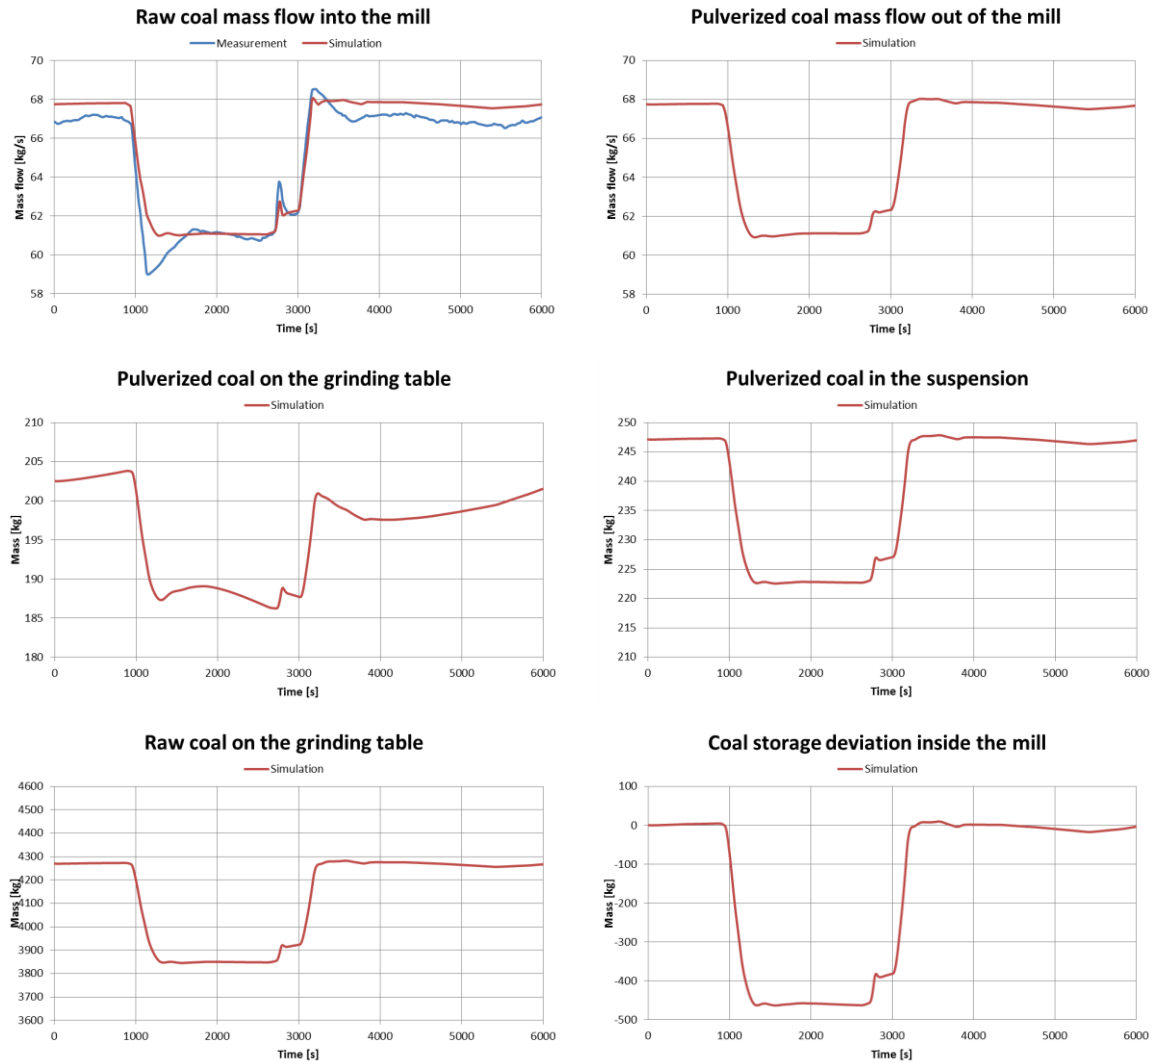 Raw coal mass flow into the mill
Measurement Simulation
70
68
66
64
62
60
58
Mass flow [kg/s]
0 1000 2000 3000 4000 5000 6000
Time [s]
Pulverized coal mass flow out of the mill
Simulation
70
68
66
64
62
60
58
Mass flow [kg/s]
0 1000 2000 3000 4000 5000 6000
Time [s]
Pulverized coal on the grinding table
Simulation
210
205
200
195
190
185
180
Mass [kg]
0 1000 2000 3000 4000 5000 6000
Time [s]
Pulverized coal in the suspension
Simulation
250
245
240
235
230
225
220
215
210
Mass [kg]
0 1000 2000 3000 4000 5000 6000
Time [s]
Raw coal on the grinding table
Simulation
4600
4500
4400
4300
4200
4100
4000
3900
3800
3700
3600
Mass [kg]
0 1000 2000 3000 4000 5000 6000
Time [s]
Coal storage deviation inside the mill
Simulation
100
0
-100
-200
-300
-400
-500
Mass [kg]
0 1000 2000 3000 4000 5000 6000
Time [s]